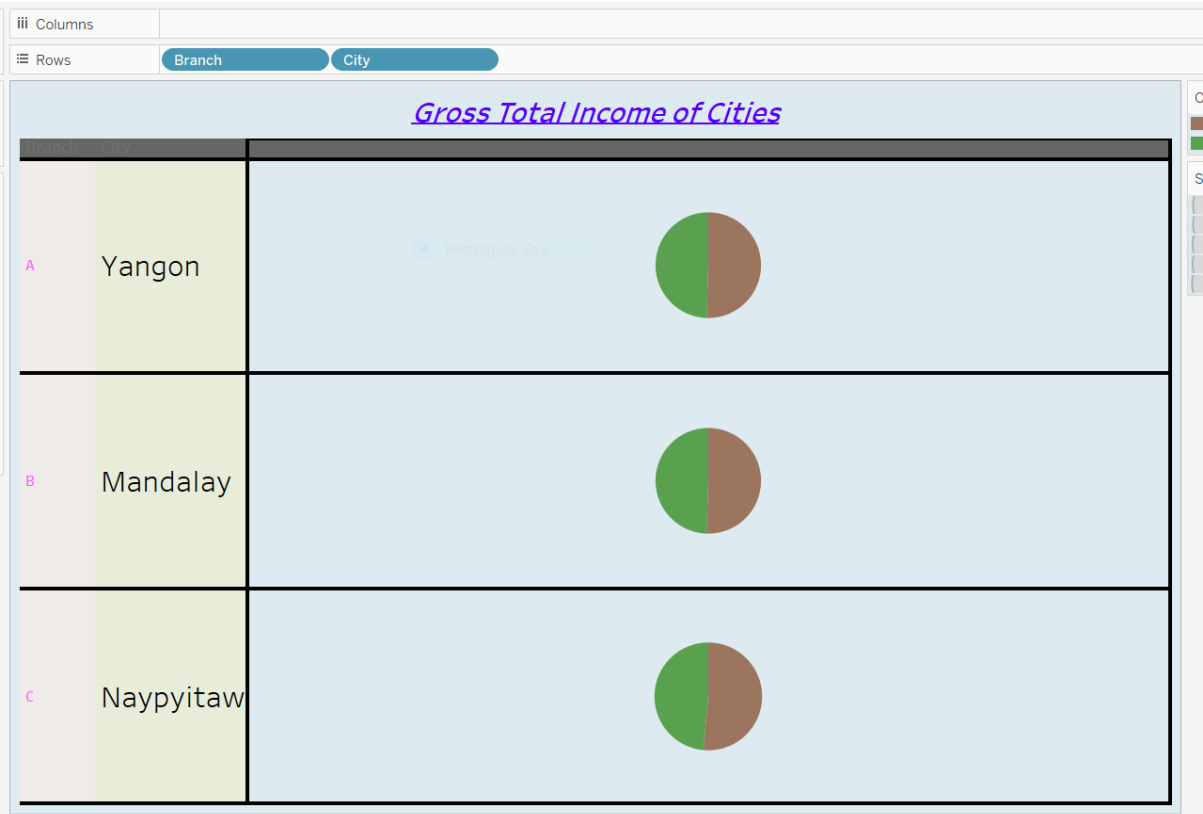 Columns
Rows Branch City
Gross Total Income of Cities
Branch City
A Yangon
Rectangular Snip
B Mandalay
C Naypyitaw